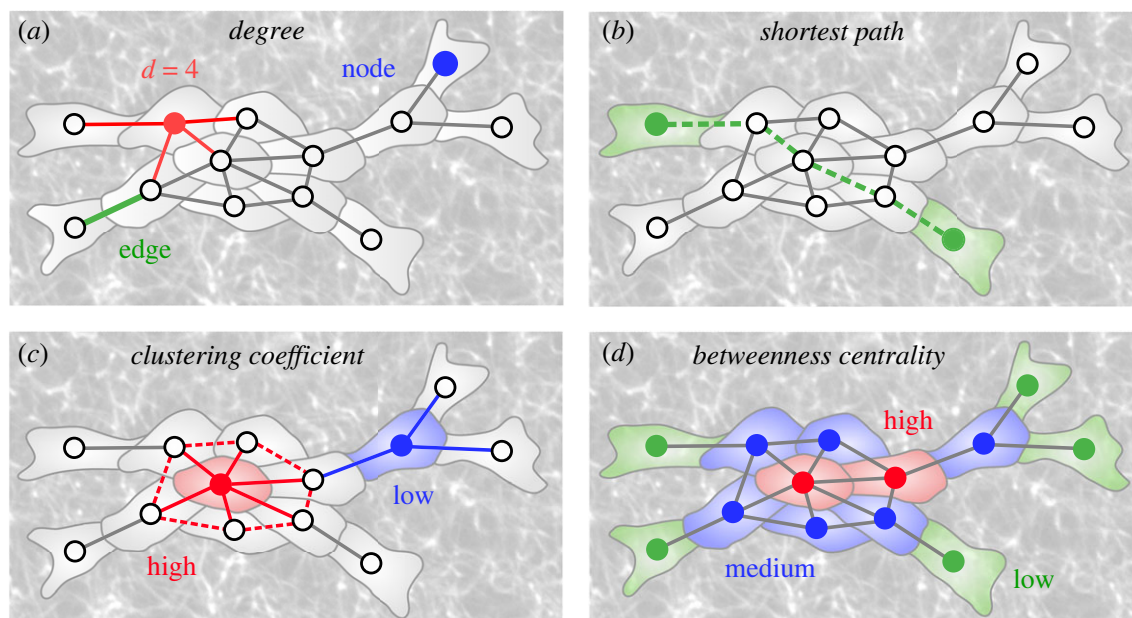 (a) degree
d = 4
node
edge
(b) shortest path
(c) clustering coefficient
low
high
(d) betweenness centrality
high
medium
low